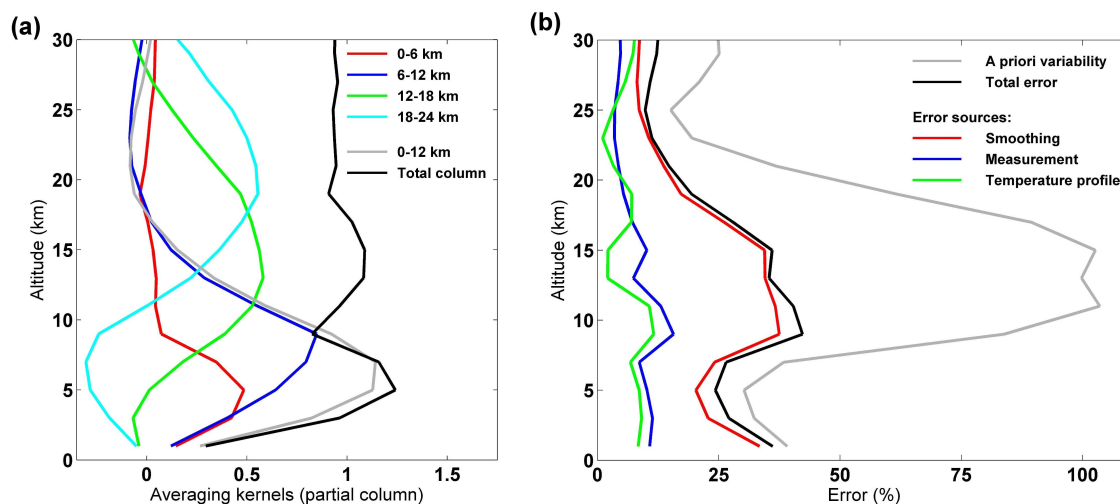 (a)
30
25
20
15
10
5
0
Altitude (km)
0
0.5
1
1.5
Averaging kernels (partial column)
0-6 km
6-12 km
12-18 km
18-24 km
0-12 km
Total column
(b)
30
25
20
15
10
5
0
Altitude (km)
0
25
50
75
100
Error (%)
A priori variability
Total error
Error sources:
Smoothing
Measurement
Temperature profile